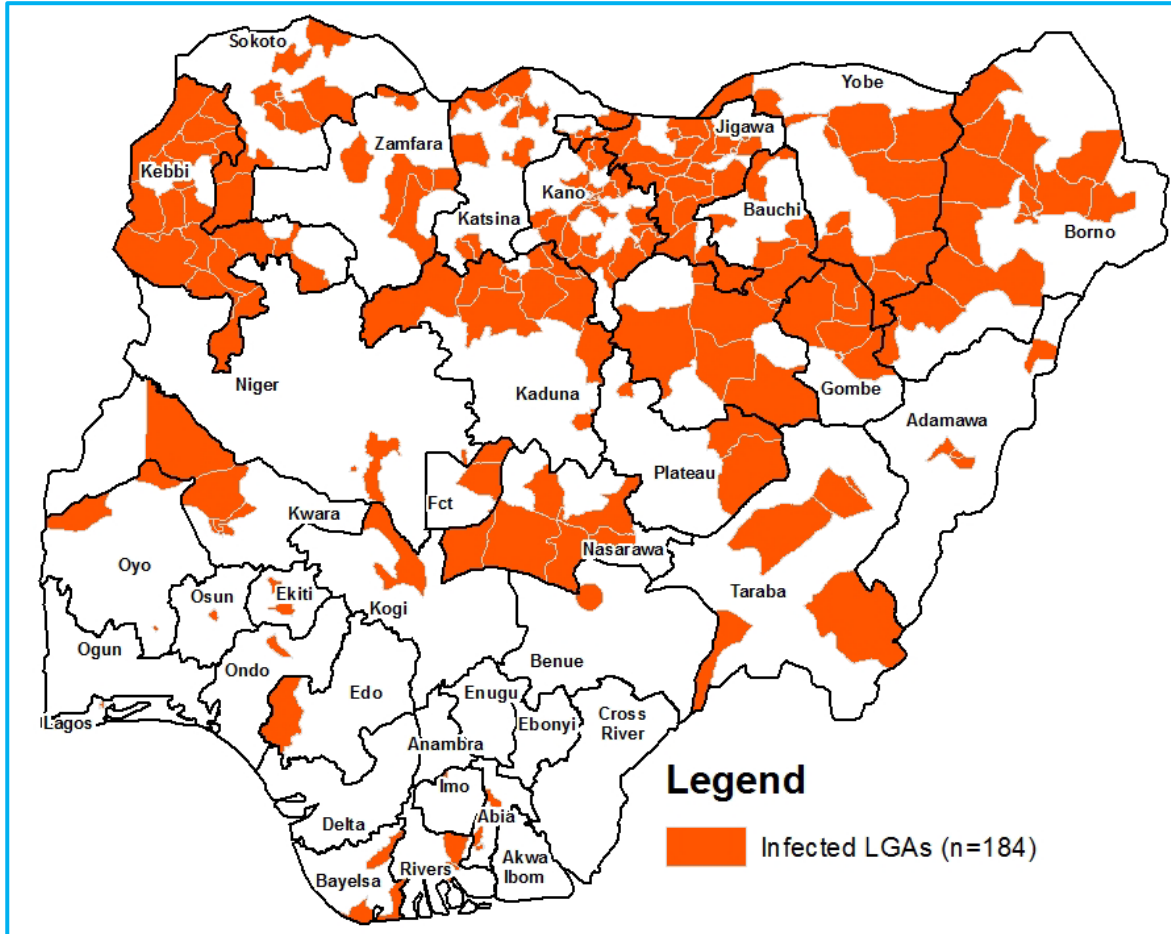 Sokoto
Yobe
Jigawa
Zamfara
Kebbi
Kano
Katsina
Bauchi
Borno
Niger
Kaduna
Gombe
Adamawa
Plateau
Fct
Kwara
Nasarawa
Oyo
Osun
Ekiti
Kogi
Taraba
Ogun
Ondo
Benue
Edo
Enugu
Ebonyi
Cross
River
Lagos
Anambra
Imo
Abia
Delta
Akwa
Ibom
Bayelsa
Rivers
Legend
Infected LGAs (n=184)